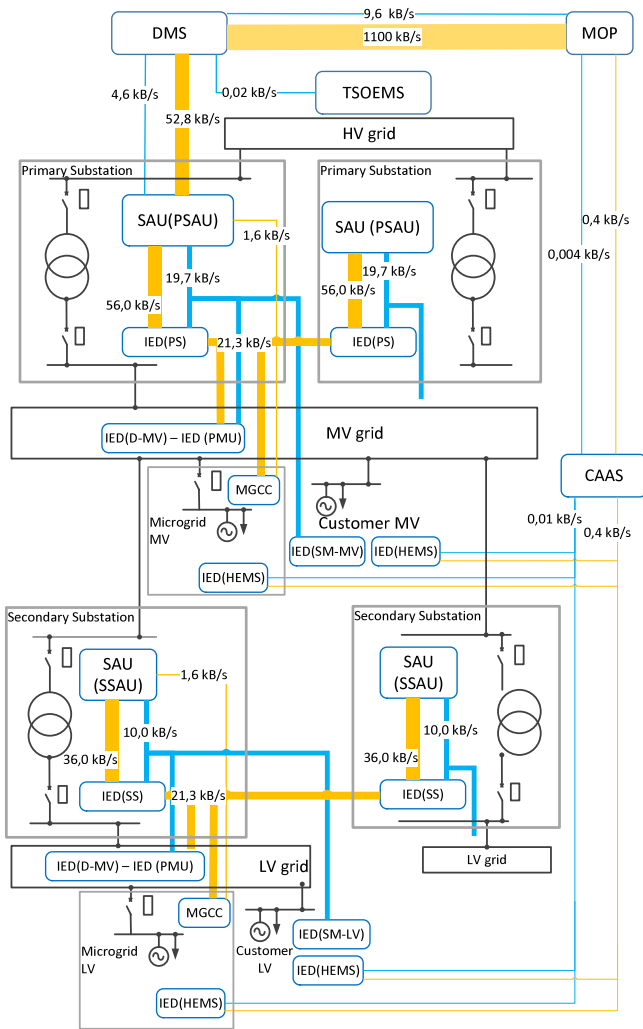 9,6 kB/s
DMS
1100 kB/s
MOP
4,6 kB/s
0,02 kB/s
TSOEMS
52,8 kB/s
HV grid
Primary Substation
Primary Substation
SAU(PSAU)
SAU (PSAU)
0,4 kB/s
1,6 kB/s
0,004 kB/s
19,7 kB/s
19,7 kB/s
56,0 kB/s
56,0 kB/s
IED(PS)
21,3 kB/s
IED(PS)
IED(D-MV) – IED (PMU)
MV grid
CAAS
MGCC
Microgrid
MV
Customer MV
0,01 kB/s
0,4 kB/s
IED(SM-MV)
IED(HEMS)
IED(HEMS)
Secondary Substation
Secondary Substation
SAU
(SSAU)
1,6 kB/s
SAU
(SSAU)
10,0 kB/s
10,0 kB/s
36,0 kB/s
36,0 kB/s
IED(SS)
21,3 kB/s
IED(SS)
IED(D-MV) – IED (PMU)
LV grid
LV grid
MGCC
Microgrid
LV
Customer
LV
IED(SM-LV)
IED(HEMS)
IED(HEMS)